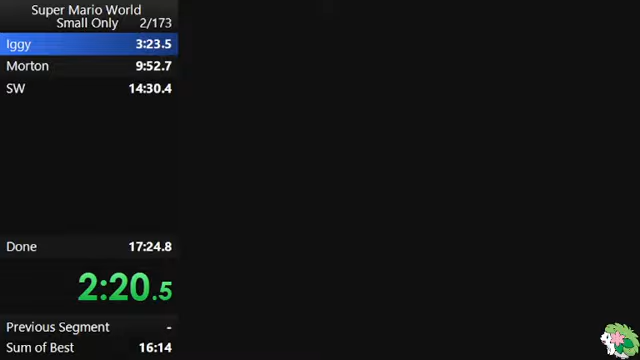 Super Mario World
Small Only 2/173
Iggy 3:23.5
Morton 9:52.7
SW 14:30.4
Done 17:24.8
2:20.5
Previous Segment -
Sum of Best 16:14